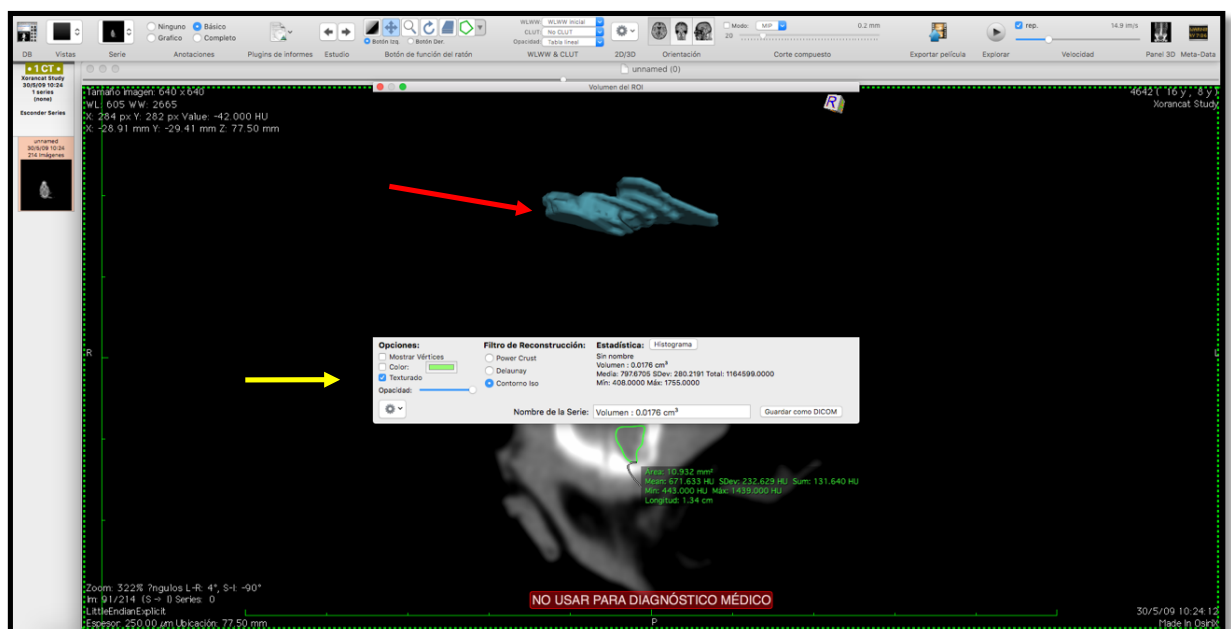 Ninguno Básico
Grafico Completo
WLWW: WLWW Inicial
CLUT: No CLUT
Opacidad: Tabla lineal
Botón Izq. Botón Der.
Modo: MIP
20
0.2 mm
rep.
14.9 im/s
DB Vistas Serie Anotaciones Plugins de informes Estudio Botón de función del ratón WLWW & CLUT 2D/3D Orientación Corte compuesto Exportar película Explorar Velocidad Panel 3D Meta-Data
• 1 CT •
Xorancat Study
30/5/09 10:24
1 series
(none)
Esconder Series
unnamed
30/5/09 10:24
214 Imágenes
unnamed (0)
Volumen del ROI
Tamaño imagen: 640 x 640
WL: 605 WW: 2665
X: 284 px Y: 282 px Value: -42.000 HU
X: -28.91 mm Y: -29.41 mm Z: 77.50 mm
4642 ( 16 y , 8 y )
Xorancat Study
R
R
L
Opciones:
Mostrar Vértices
Color:
Texturado
Opacidad:
Filtro de Reconstrucción:
Power Crust
Delaunay
Contorno Iso
Estadística: Histograma
Sin nombre
Volumen : 0.0176 cm³
Media: 797.6705 SDev: 280.2191 Total: 1164599.0000
Mín: 408.0000 Máx: 1755.0000
Nombre de la Serie: Volumen : 0.0176 cm³ Guardar como DICOM
Area: 10.932 mm²
Mean: 671.633 HU SDev: 232.629 HU Sum: 131.640 HU
Min: 443.000 HU Máx: 1439.000 HU
Longitud: 1.34 cm
Zoom: 322% ?ngulos L-R: 4°, S-I: -90°
Im: 91/214 (S -> I) Series: 0
LittleEndianExplicit
Espesor: 250.00 µm Ubicación: 77.50 mm
NO USAR PARA DIAGNÓSTICO MÉDICO
P
30/5/09 10:24:12
Made In OsiriX